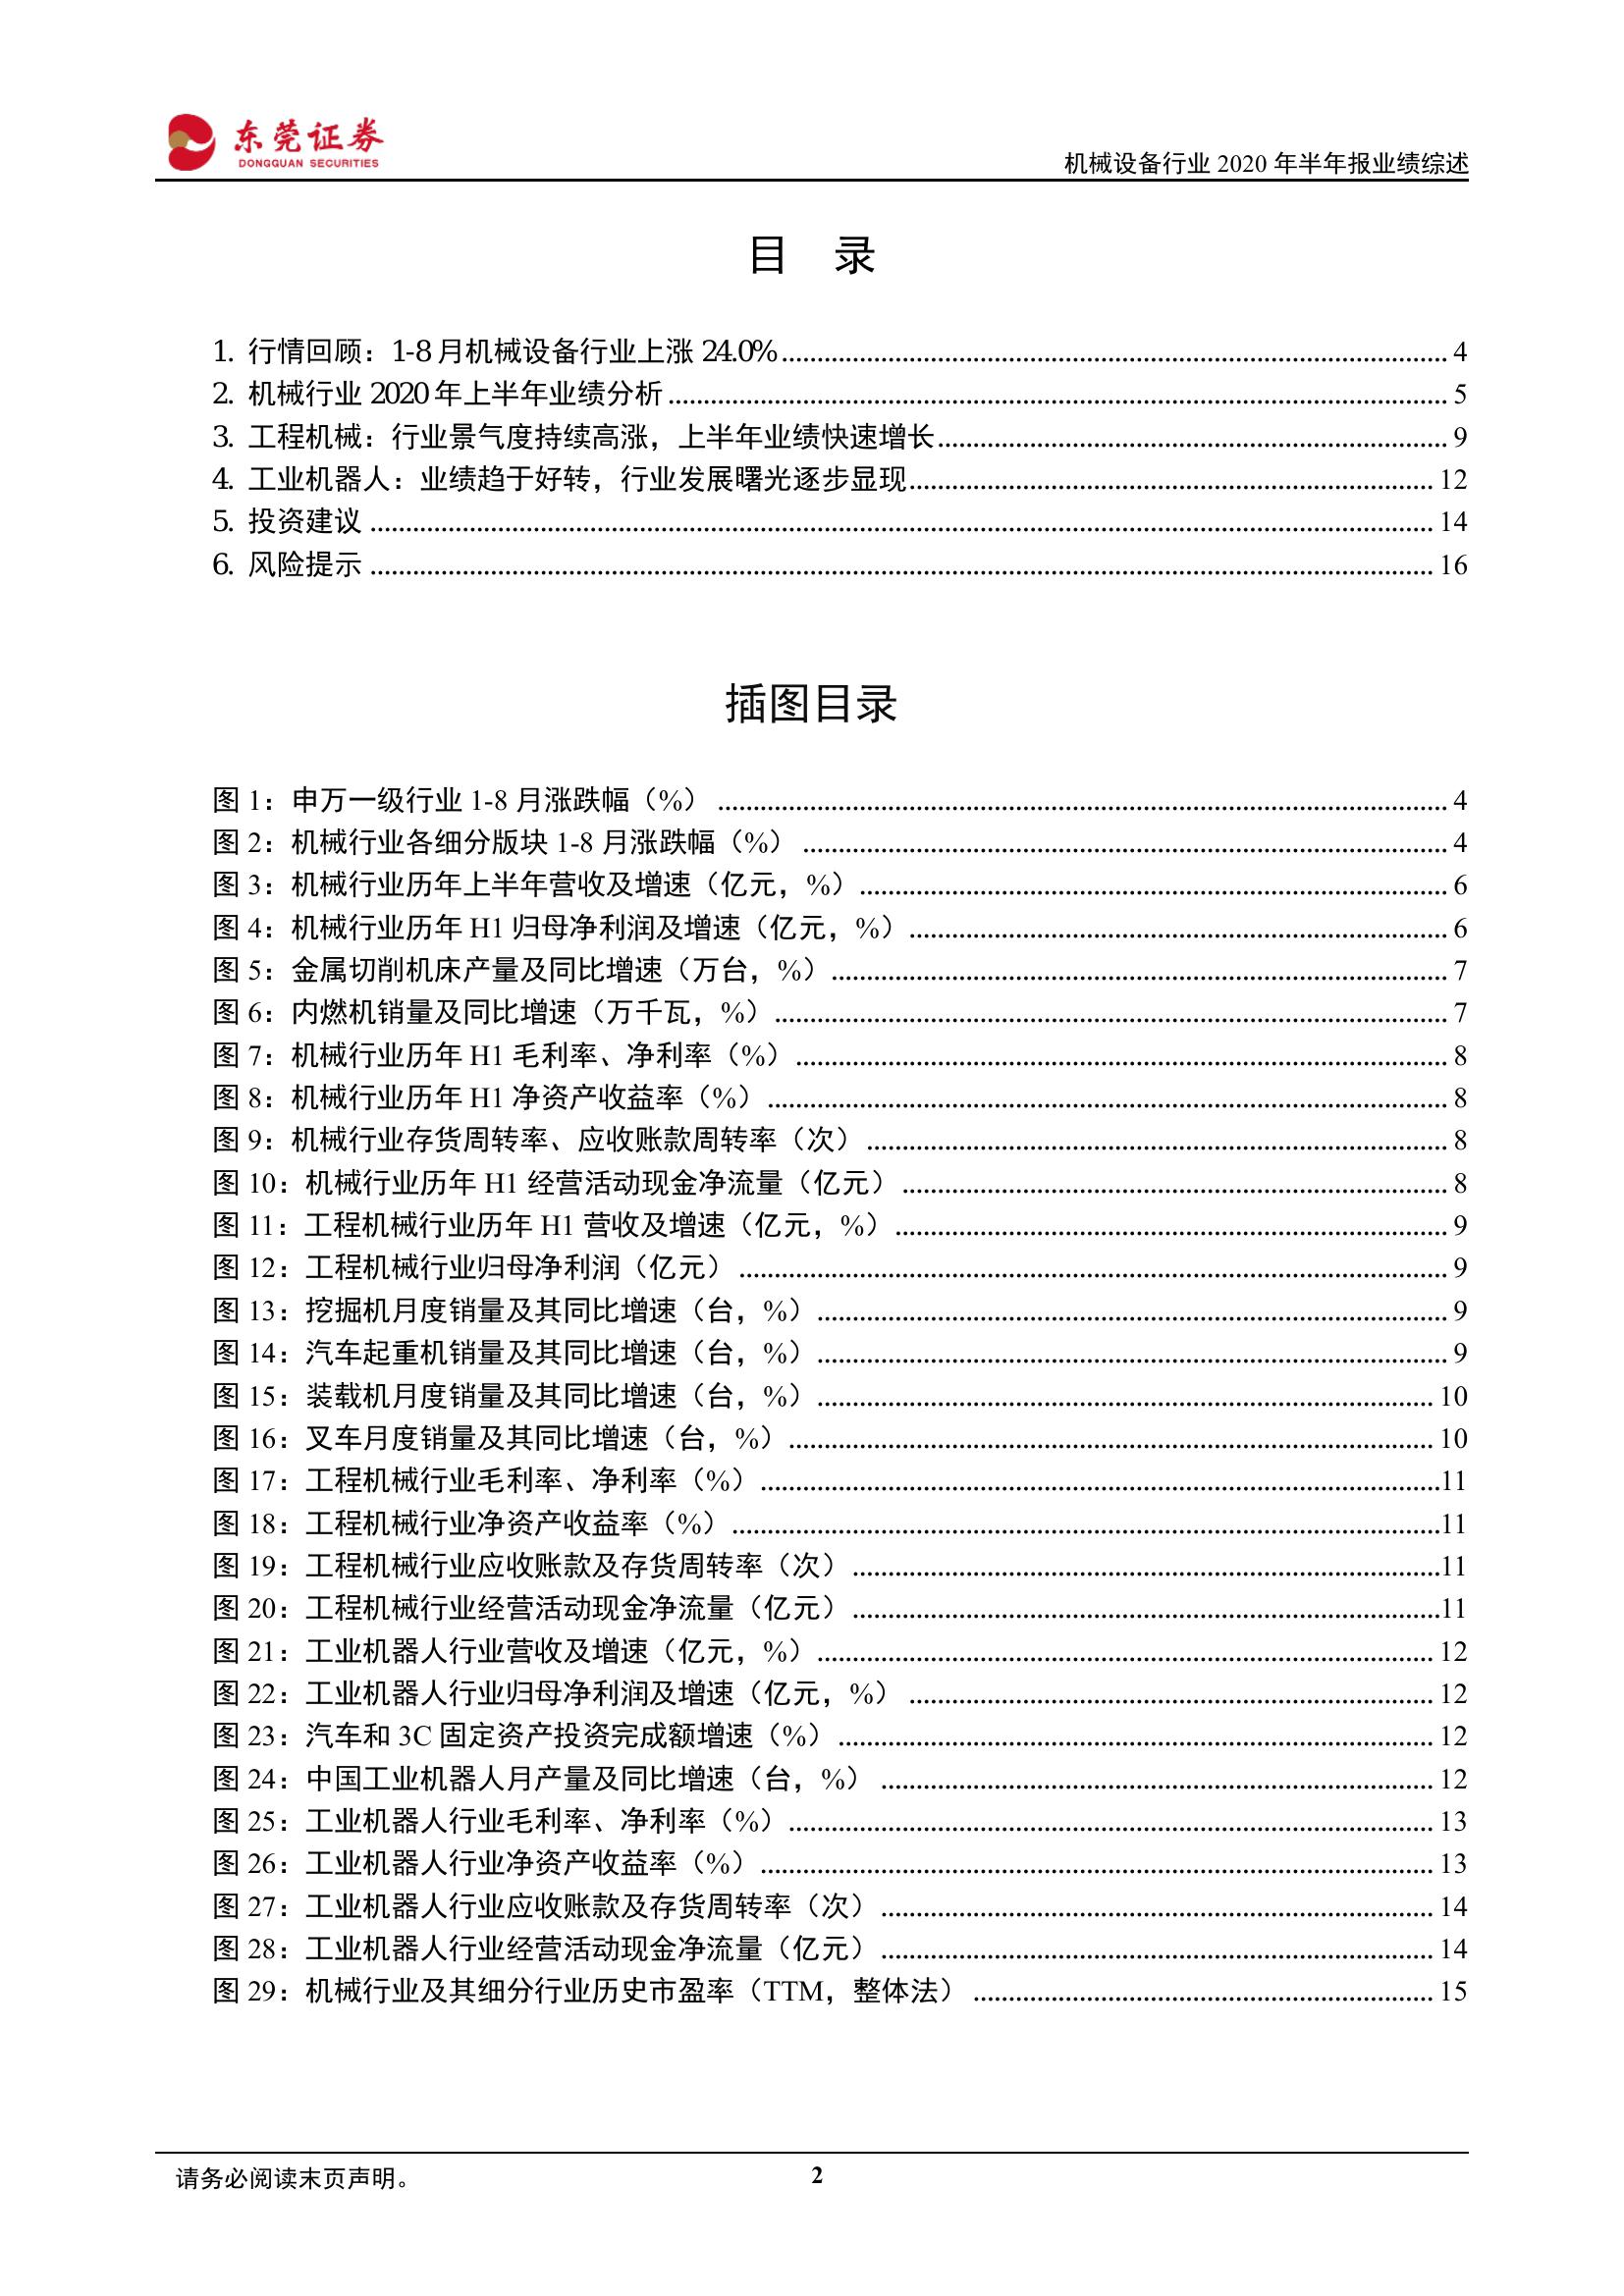 东莞证券
DONGGUAN SECURITIES
机械设备行业 2020 年半年报业绩综述
目 录
1. 行情回顾：1-8 月机械设备行业上涨 24.0% 4
2. 机械行业 2020 年上半年业绩分析 5
3. 工程机械：行业景气度持续高涨，上半年业绩快速增长 9
4. 工业机器人：业绩趋于好转，行业发展曙光逐步显现 12
5. 投资建议 14
6. 风险提示 16
插图目录
图 1：申万一级行业 1-8 月涨跌幅（%） 4
图 2：机械行业各细分版块 1-8 月涨跌幅（%） 4
图 3：机械行业历年上半年营收及增速（亿元，%） 6
图 4：机械行业历年 H1 归母净利润及增速（亿元，%） 6
图 5：金属切削机床产量及同比增速（万台，%） 7
图 6：内燃机销量及同比增速（万千瓦，%） 7
图 7：机械行业历年 H1 毛利率、净利率（%） 8
图 8：机械行业历年 H1 净资产收益率（%） 8
图 9：机械行业存货周转率、应收账款周转率（次） 8
图 10：机械行业历年 H1 经营活动现金净流量（亿元） 8
图 11：工程机械行业历年 H1 营收及增速（亿元，%） 9
图 12：工程机械行业归母净利润（亿元） 9
图 13：挖掘机月度销量及其同比增速（台，%） 9
图 14：汽车起重机销量及其同比增速（台，%） 9
图 15：装载机月度销量及其同比增速（台，%） 10
图 16：叉车月度销量及其同比增速（台，%） 10
图 17：工程机械行业毛利率、净利率（%） 11
图 18：工程机械行业净资产收益率（%） 11
图 19：工程机械行业应收账款及存货周转率（次） 11
图 20：工程机械行业经营活动现金净流量（亿元） 11
图 21：工业机器人行业营收及增速（亿元，%） 12
图 22：工业机器人行业归母净利润及增速（亿元，%） 12
图 23：汽车和 3C 固定资产投资完成额增速（%） 12
图 24：中国工业机器人月产量及同比增速（台，%） 12
图 25：工业机器人行业毛利率、净利率（%） 13
图 26：工业机器人行业净资产收益率（%） 13
图 27：工业机器人行业应收账款及存货周转率（次） 14
图 28：工业机器人行业经营活动现金净流量（亿元） 14
图 29：机械行业及其细分行业历史市盈率（TTM，整体法） 15
请务必阅读末页声明。
2